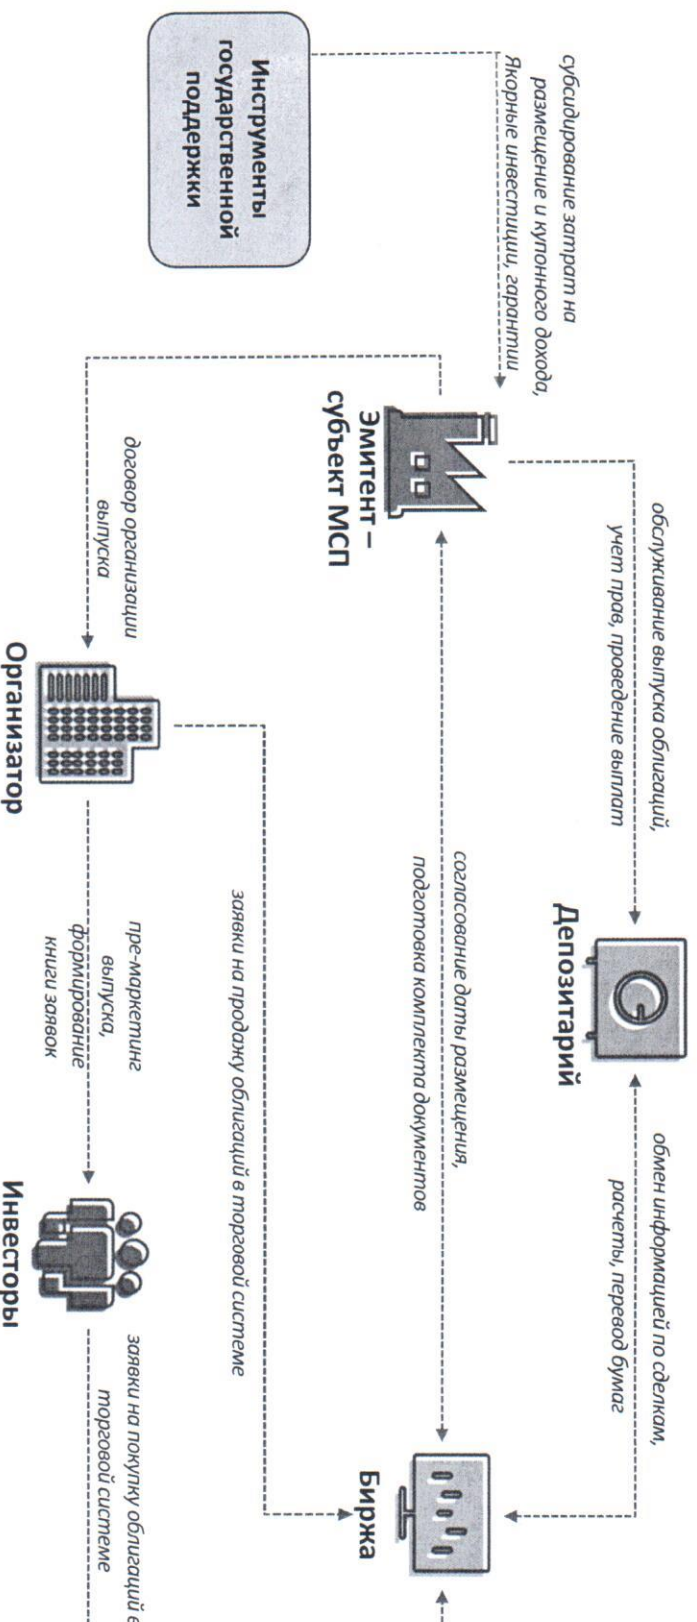 субсидирование затрат на
размещение и купонного дохода,
Якорные инвестиции, гарантии
Инструменты
государственной
поддержки
обслуживание выпуска облигаций,
учет прав, проведение выплат
Депозитарий
обмен информацией по сделкам,
расчеты, перевод бумаг
Эмитент –
субъект МСП
согласование даты размещения,
подготовка комплекта документов
Биржа
договор организации
выпуска
заявки на продажу облигаций в торговой системе
Организатор
пре-маркетинг
выпуска,
формирование
книги заявок
Инвесторы
заявки на покупку облигаций в
торговой системе